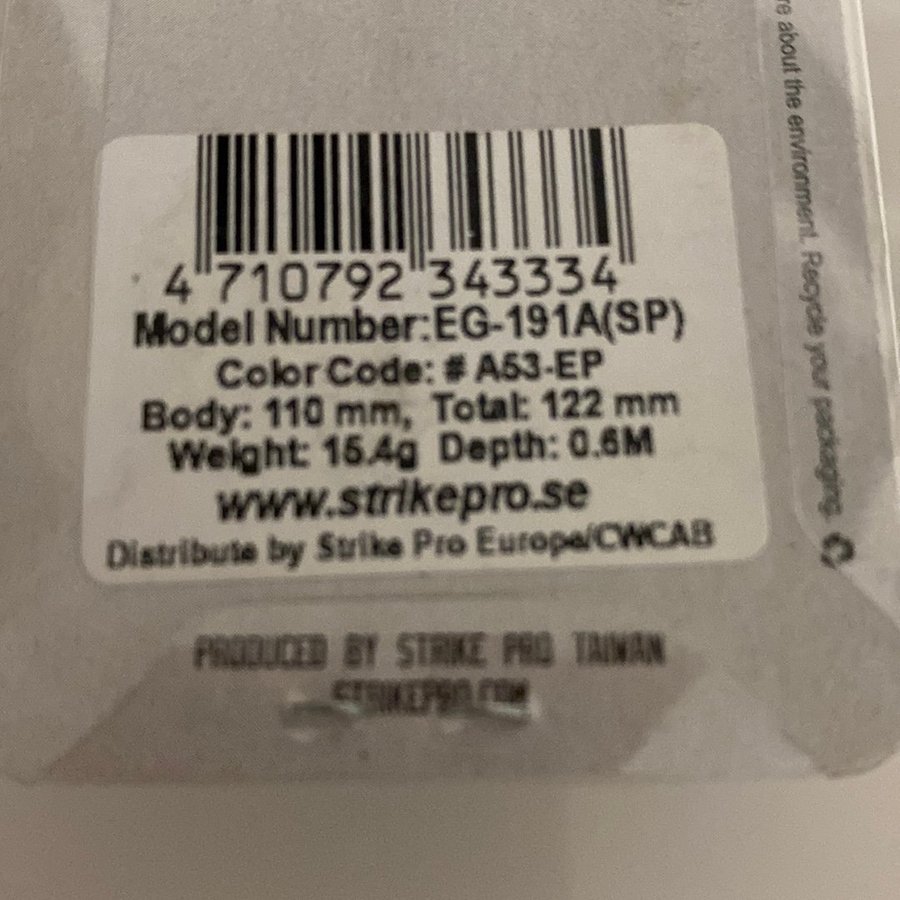 4 710792 343334
Model Number:EG-191A(SP)
Color Code: # A53-EP
Body: 110 mm, Total: 122 mm
Weight: 15.4g Depth: 0.6M
www.strikepro.se
Distribute by Strike Pro Europe/CWCAB
PRODUCED BY STRIKE PRO TAIWAN
STRIKEPRO.COM
about the environment. Recycle your packaging.